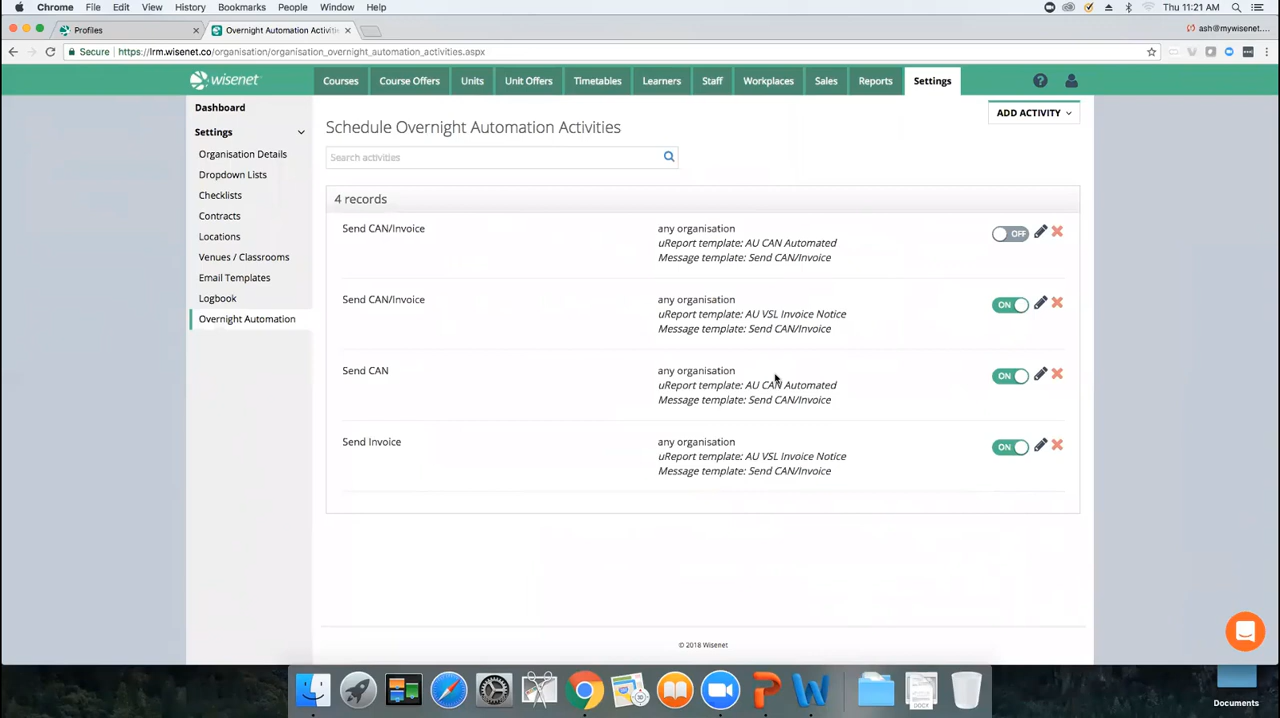 Chrome File Edit View History Bookmarks People Window Help Thu 11:21 AM
Profiles Overnight Automation Activiti ash@mywisenet....
Secure https://lrm.wisenet.co/organisation/organisation_overnight_automation_activities.aspx
wisenet Courses Course Offers Units Unit Offers Timetables Learners Staff Workplaces Sales Reports Settings
Dashboard
Settings
Organisation Details
Dropdown Lists
Checklists
Contracts
Locations
Venues / Classrooms
Email Templates
Logbook
Overnight Automation
Schedule Overnight Automation Activities
ADD ACTIVITY
Search activities
4 records
Send CAN/Invoice any organisation
uReport template: AU CAN Automated OFF
Message template: Send CAN/Invoice
Send CAN/Invoice any organisation
uReport template: AU VSL Invoice Notice ON
Message template: Send CAN/Invoice
Send CAN any organisation
uReport template: AU CAN Automated ON
Message template: Send CAN/Invoice
Send Invoice any organisation
uReport template: AU VSL Invoice Notice ON
Message template: Send CAN/Invoice
© 2018 Wisenet
DOCX
Documents